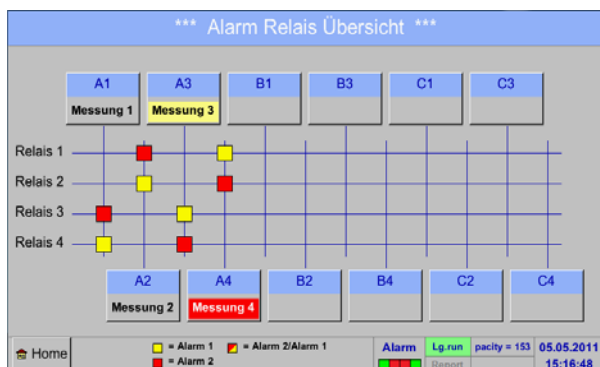 *** Alarm Relais Übersicht ***
A1 A3 B1 B3 C1 C3
Messung 1 Messung 3
Relais 1
Relais 2
Relais 3
Relais 4
A2 A4 B2 B4 C2 C4
Messung 2 Messung 4
Home
= Alarm 1 = Alarm 2/Alarm 1
= Alarm 2
Alarm Lg.run pacity = 153 05.05.2011
Report 15:16:48